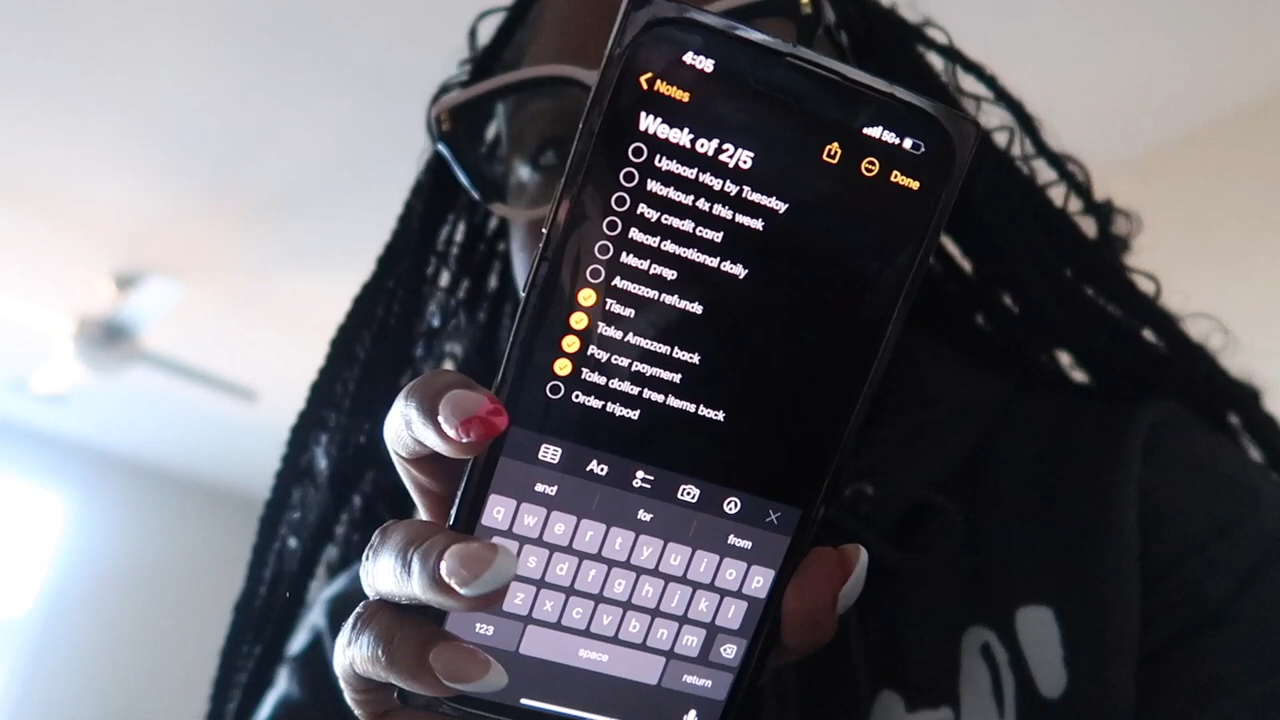 4:05
5G+
Notes
Done
Week of 2/5
Upload vlog by Tuesday
Workout 4x this week
Pay credit card
Read devotional daily
Meal prep
Amazon refunds
Tisun
Take Amazon back
Pay car payment
Take dollar tree items back
Order tripod
Aa
and for from
q w e r t y u i o p
s d f g h j k l
z x c v b n m
123 space return